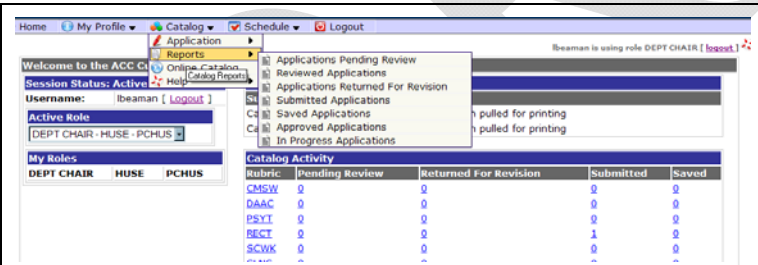 Home My Profile Catalog Schedule Logout
Application
lbeaman is using role DEPT CHAIR [ logout ]
Reports
Applications Pending Review
Welcome to the ACC
Online Catalog
Reviewed Applications
Catalog Reports
Session Status: Active
Help
Applications Returned For Revision
Username: lbeaman [ Logout ]
Submitted Applications
Saved Applications
pulled for printing
Active Role
Approved Applications
pulled for printing
DEPT CHAIR - HUSE - PCHUS
In Progress Applications
My Roles
Catalog Activity
DEPT CHAIR HUSE PCHUS
Rubric Pending Review Returned For Revision Submitted Saved
CMSW 0 0 0 0
DAAC 0 0 0 0
PSYT 0 0 0 0
RECT 0 0 1 0
SCWK 0 0 0 0